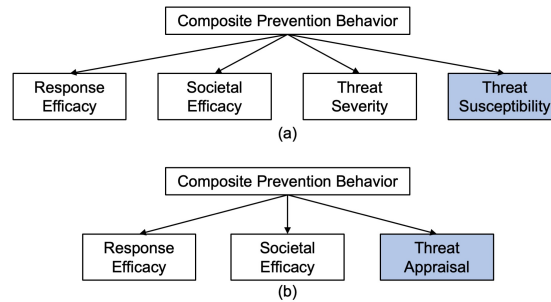 Composite Prevention Behavior
Response
Efficacy
Societal
Efficacy
Threat
Severity
Threat
Susceptibility
(a)
Composite Prevention Behavior
Response
Efficacy
Societal
Efficacy
Threat
Appraisal
(b)